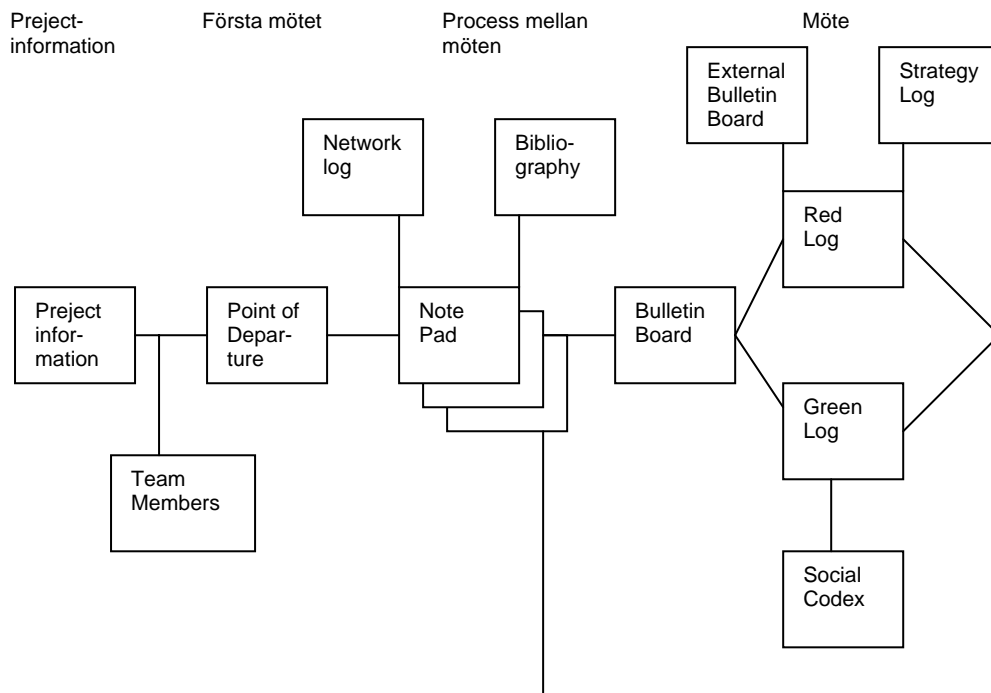 Preject-
information
Första mötet
Process mellan
möten
Möte
External
Bulletin
Board
Strategy
Log
Network
log
Biblio-
graphy
Red
Log
Preject
infor-
mation
Point of
Depar-
ture
Note
Pad
Bulletin
Board
Green
Log
Team
Members
Social
Codex